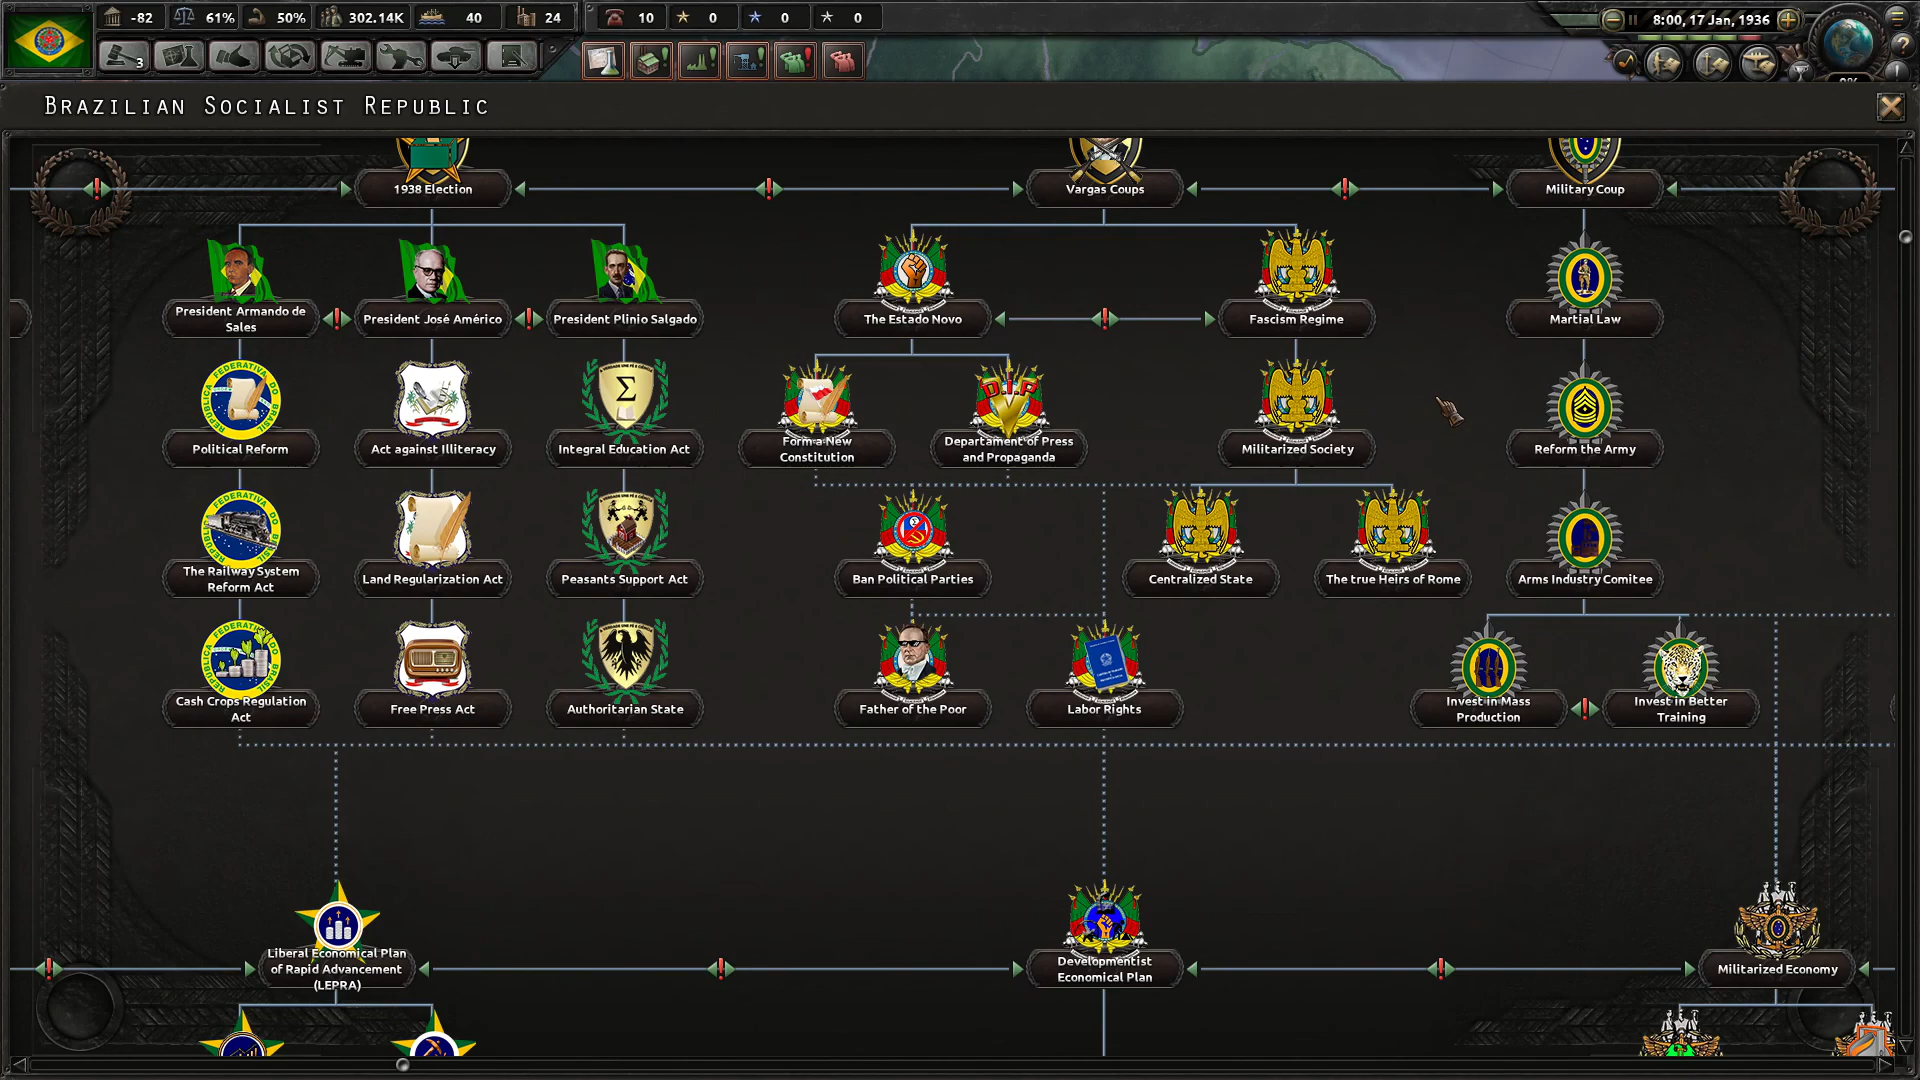 -82
61%
50%
302.14K
40
24
10
0
0
0
8:00, 17 Jan, 1936
3
Brazilian Socialist Republic
1938 Election
Vargas Coups
Military Coup
President Armando de
Sales
President José Américo
President Plinio Salgado
The Estado Novo
Fascism Regime
Martial Law
Political Reform
Act against Illiteracy
Integral Education Act
Form a New
Constitution
D.I.P
Departament of Press
and Propaganda
Militarized Society
Reform the Army
The Railway System
Reform Act
Land Regularization Act
Peasants Support Act
Ban Political Parties
Centralized State
The true Heirs of Rome
Arms Industry Comitee
Cash Crops Regulation
Act
Free Press Act
Authoritarian State
Father of the Poor
Labor Rights
Invest in Mass
Production
Invest in Better
Training
Liberal Economical Plan
of Rapid Advancement
(LEPRA)
Developmentist
Economical Plan
Militarized Economy